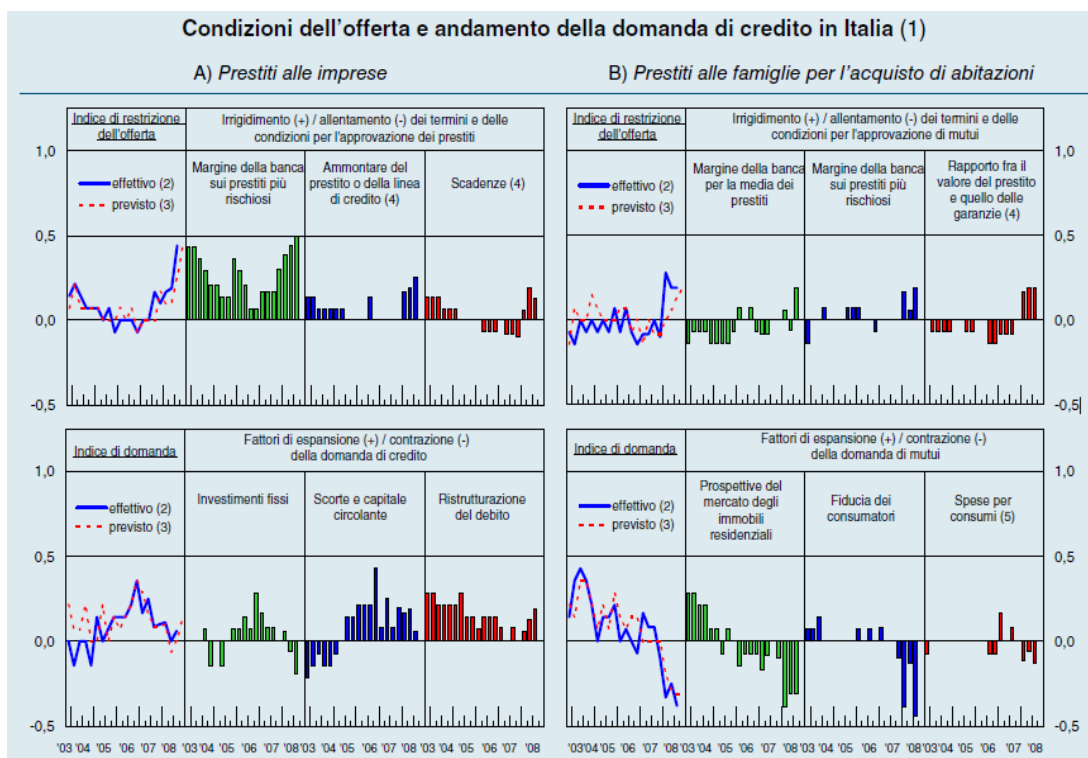 Condizioni dell'offerta e andamento della domanda di credito in Italia (1)
A) Prestiti alle imprese
B) Prestiti alle famiglie per l'acquisto di abitazioni
Indice di restrizione
dell'offerta
Irrigidimento (+) / allentamento (-) dei termini e delle
condizioni per l'approvazione dei prestiti
1,0
effettivo (2)
previsto (3)
Margine della banca
sui prestiti più
rischiosi
Ammontare del
prestito o della linea
di credito (4)
Scadenze (4)
0,5
0,0
-0,5
Indice di restrizione
dell'offerta
Irrigidimento (+) / allentamento (-) dei termini e delle
condizioni per l'approvazione di mutui
1,0
effettivo (2)
previsto (3)
Margine della banca
per la media dei
prestiti
Margine della banca
sui prestiti più
rischiosi
Rapporto fra il
valore del prestito
e quello delle
garanzie (4)
0,5
0,0
-0,5
Indice di domanda
Fattori di espansione (+) / contrazione (-)
della domanda di credito
1,0
effettivo (2)
previsto (3)
Investimenti fissi
Scorte e capitale
circolante
Ristrutturazione
del debito
0,5
0,0
-0,5
'03 '04 '05 '06 '07 '08 '03 '04 '05 '06 '07 '08 '03 '04 '05 '06 '07 '08 '03 '04 '05 '06 '07 '08
Indice di domanda
Fattori di espansione (+) / contrazione (-)
della domanda di mutui
1,0
effettivo (2)
previsto (3)
Prospettive del
mercato degli
immobili
residenziali
Fiducia dei
consumatori
Spese per
consumi (5)
0,5
0,0
-0,5
'03'04 '05 '06 '07 '08 '03 '04 '05 '06 '07 '08 '03 '04 '05 '06 '07 '08 '03'04 '05 '06 '07 '08